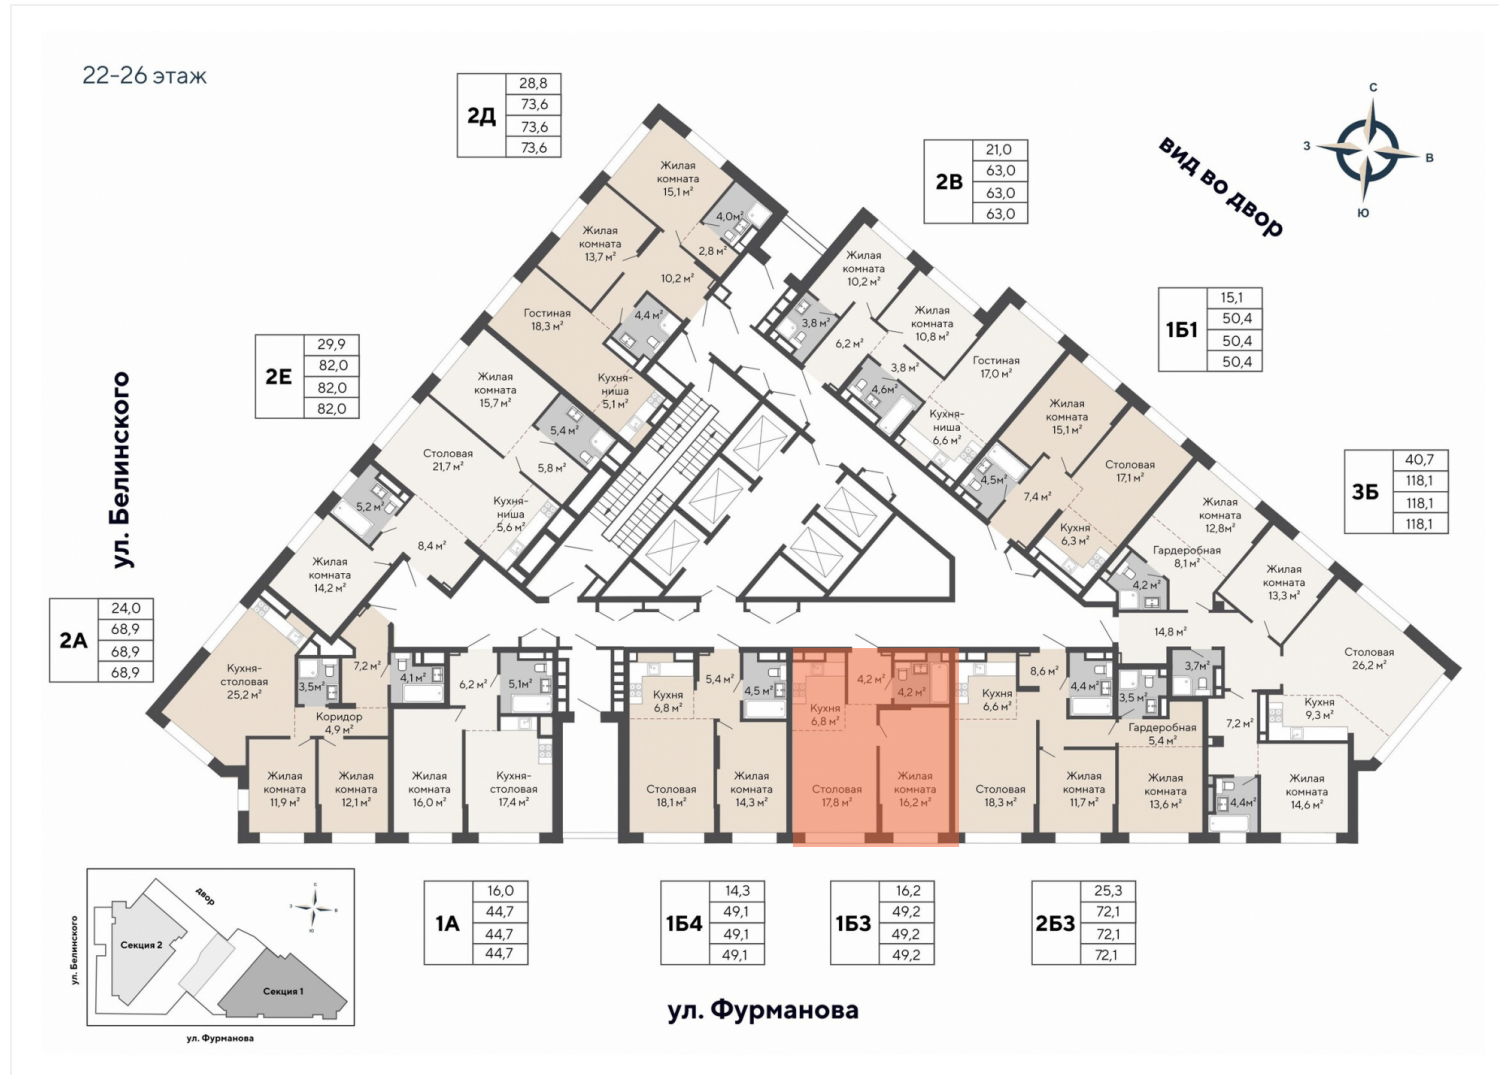 22-26 этаж
2Д
28,8
73,6
73,6
73,6
2В
21,0
63,0
63,0
63,0
вид во двор
С
З
В
Ю
1Б1
15,1
50,4
50,4
50,4
2Е
29,9
82,0
82,0
82,0
ул. Белинского
3Б
40,7
118,1
118,1
118,1
2А
24,0
68,9
68,9
68,9
Жилая
комната
15,1 м²
4,0м²
2,8 м²
Жилая
комната
13,7 м²
10,2 м²
Гостиная
18,3 м²
4,4м²
Кухня-
ниша
5,1 м²
Жилая
комната
15,7 м²
5,4 м²
Столовая
21,7 м²
5,8 м²
Кухня-
ниша
5,6 м²
5,2м²
8,4 м²
Жилая
комната
14,2 м²
Жилая
комната
10,2 м²
3,8м²
6,2 м²
Жилая
комната
10,8 м²
3,8 м²
4,6м²
Гостиная
17,0 м²
Кухня-
ниша
6,6 м²
Жилая
комната
15,1 м²
4,5м²
7,4 м²
Столовая
17,1 м²
Кухня
6,3 м²
Жилая
комната
12,8м²
Гардеробная
8,1 м²
4,2м²
Жилая
комната
13,3 м²
14,8 м²
Столовая
26,2 м²
3,7м²
3,5м²
7,2 м²
Кухня
9,3 м²
4,4м²
Жилая
комната
14,6 м²
Кухня-
столовая
25,2 м²
3,5м²
7,2 м²
Коридор
4,9 м²
Жилая
комната
11,9 м²
Жилая
комната
12,1 м²
4,1м²
6,2 м²
5,1м²
Жилая
комната
16,0 м²
Кухня-
столовая
17,4 м²
Кухня
6,8 м²
5,4 м²
4,5м²
Столовая
18,1 м²
Жилая
комната
14,3 м²
Кухня
6,8 м²
4,2 м²
4,2 м²
Столовая
17,8 м²
Жилая
комната
16,2 м²
Кухня
6,6 м²
8,6 м²
4,4м²
Столовая
18,3 м²
Жилая
комната
11,7 м²
Гардеробная
5,4 м²
Жилая
комната
13,6 м²
1А
16,0
44,7
44,7
44,7
1Б4
14,3
49,1
49,1
49,1
1Б3
16,2
49,2
49,2
49,2
2Б3
25,3
72,1
72,1
72,1
ул. Фурманова
ул. Белинского
двор
С
З
В
Ю
Секция 2
Секция 1
ул. Фурманова